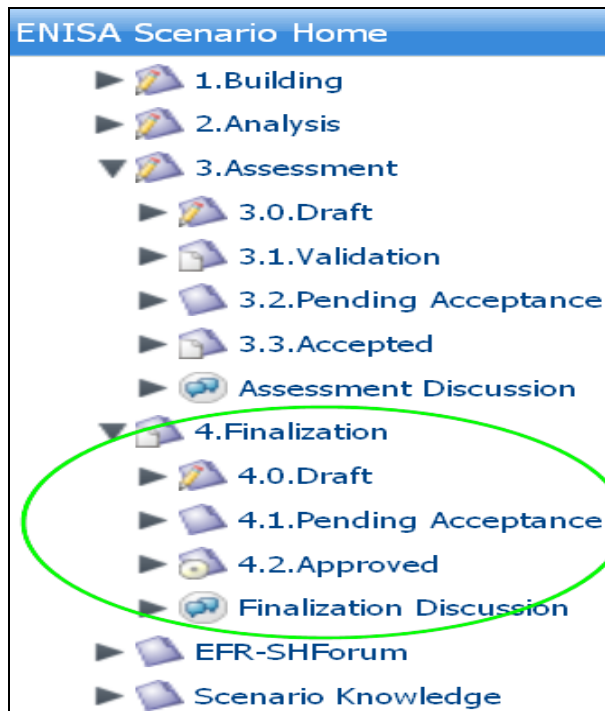 ENISA Scenario Home
1.Building
2.Analysis
3.Assessment
3.0.Draft
3.1.Validation
3.2.Pending Acceptance
3.3.Accepted
Assessment Discussion
4.Finalization
4.0.Draft
4.1.Pending Acceptance
4.2.Approved
Finalization Discussion
EFR-SHForum
Scenario Knowledge